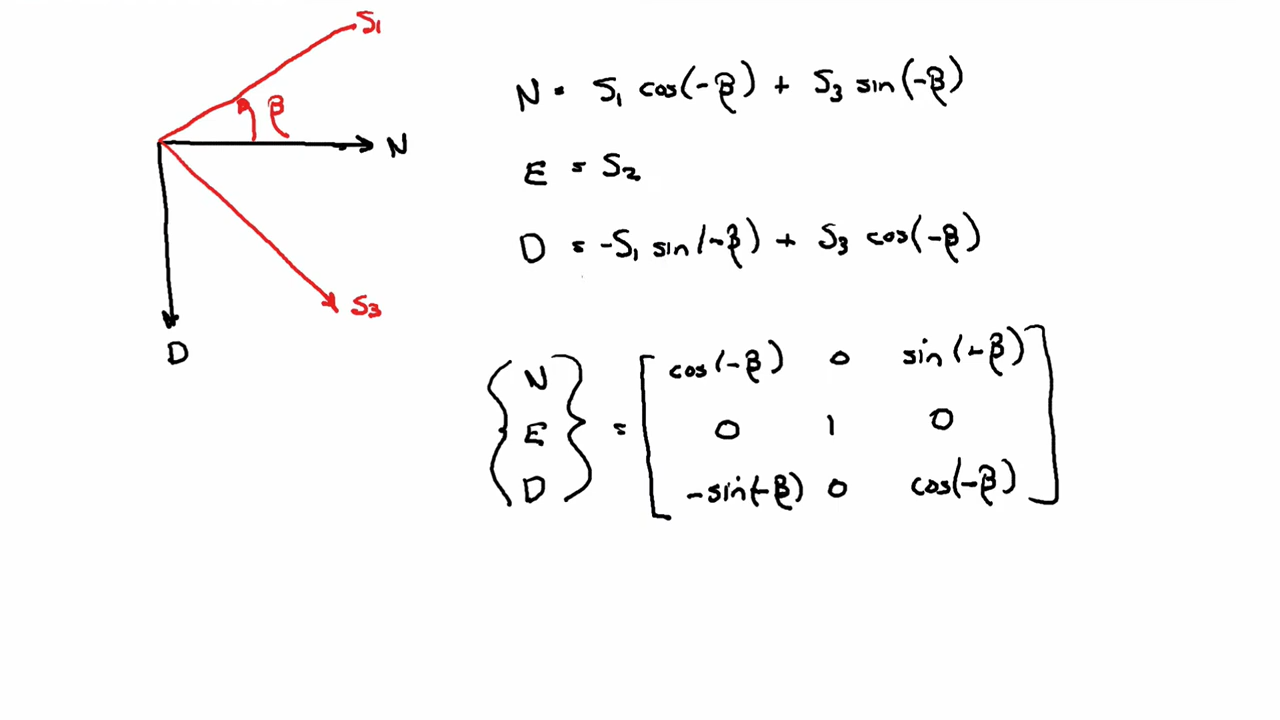 S₁
β
N
S₃
D
N = S₁ cos(-β) + S₃ sin(-β)
E = S₂
D = -S₁ sin(-β) + S₃ cos(-β)
N = cos(-β) 0 sin(-β)
E 0 1 0
D -sin(-β) 0 cos(-β)